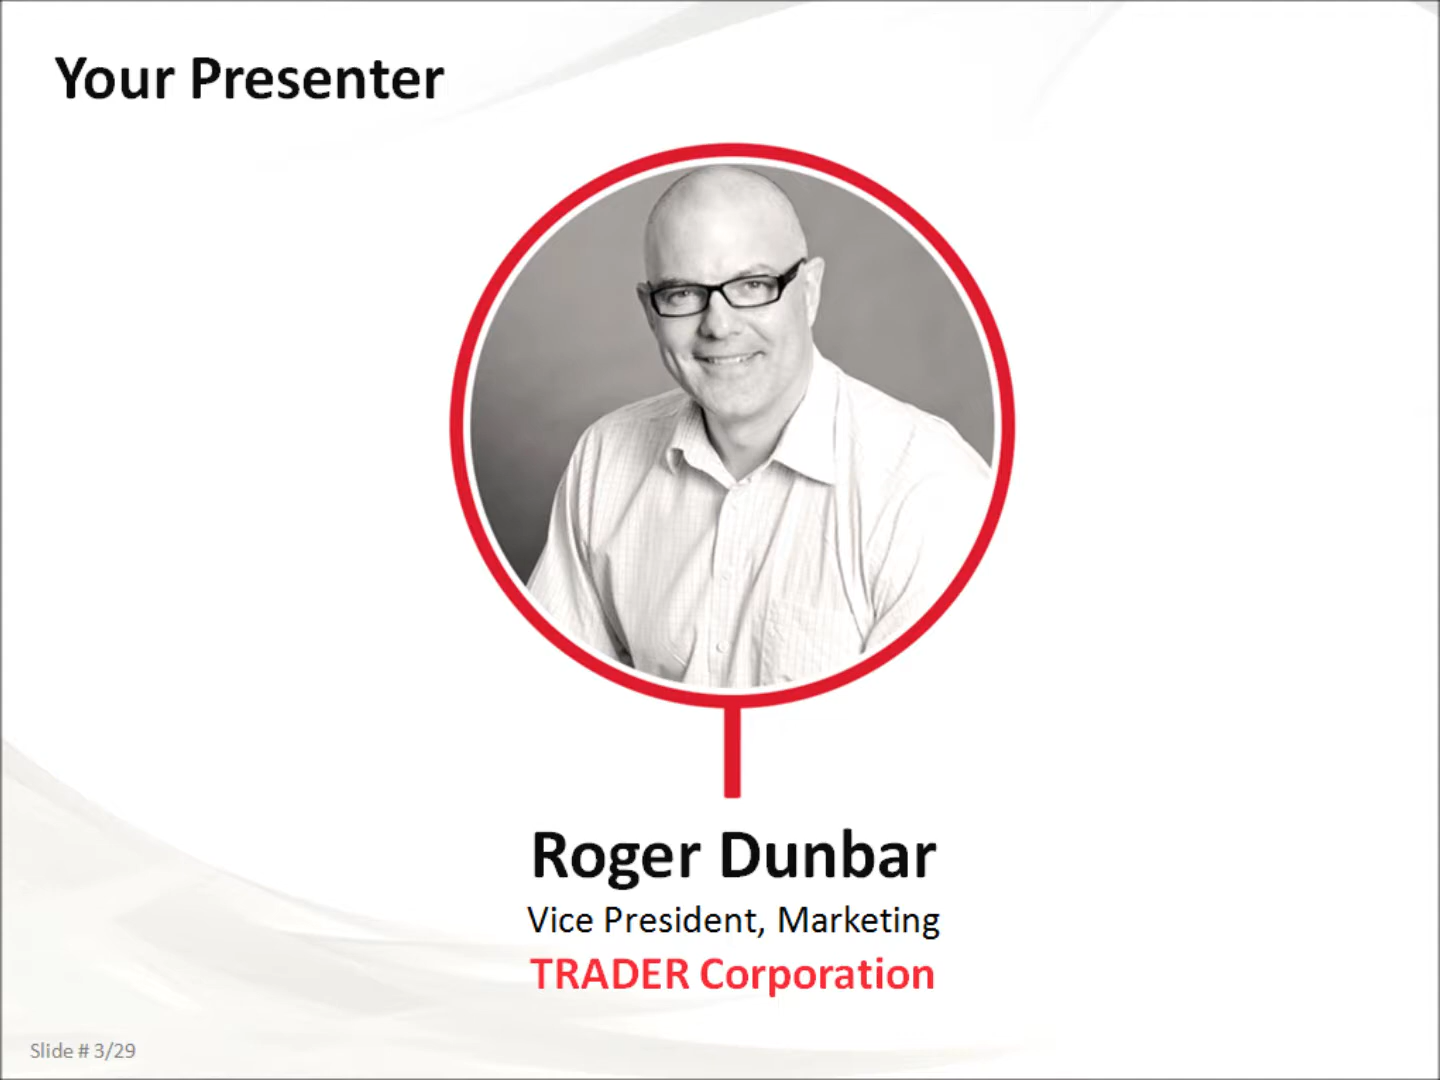 Your Presenter
Roger Dunbar
Vice President, Marketing
TRADER Corporation
Slide # 3/29